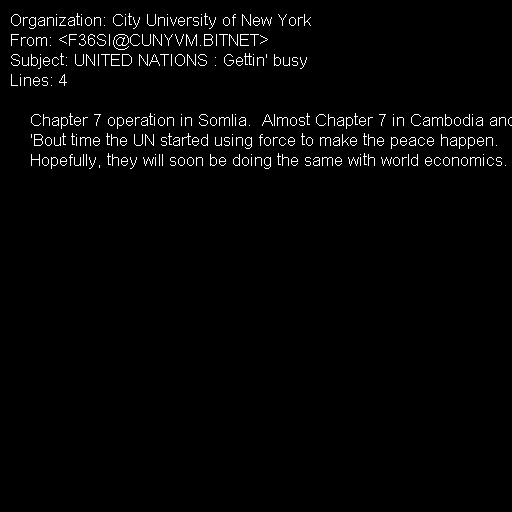 Organization: City University of New York
From: <F36SI@CUNYVM.BITNET>
Subject: UNITED NATIONS : Gettin' busy
Lines: 4

Chapter 7 operation in Somlia.  Almost Chapter 7 in Cambodia and
'Bout time the UN started using force to make the peace happen.
Hopefully, they will soon be doing the same with world economics.